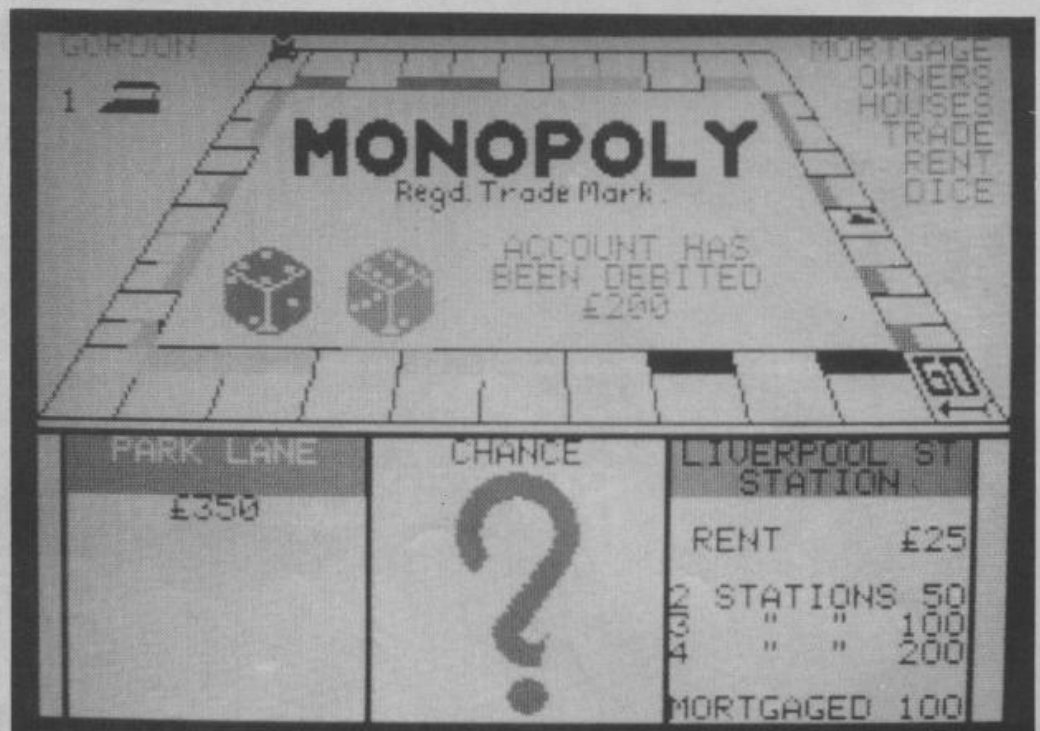 GORDON
1
MORTGAGE
OWNERS
HOUSES
TRADE
RENT
DICE
MONOPOLY
Regd. Trade Mark.
ACCOUNT HAS
BEEN DEBITED
£200
GO
PARK LANE
£350
CHANCE
?
LIVERPOOL ST
STATION
RENT £25
2 STATIONS 50
3 " " 100
4 " " 200
MORTGAGED 100